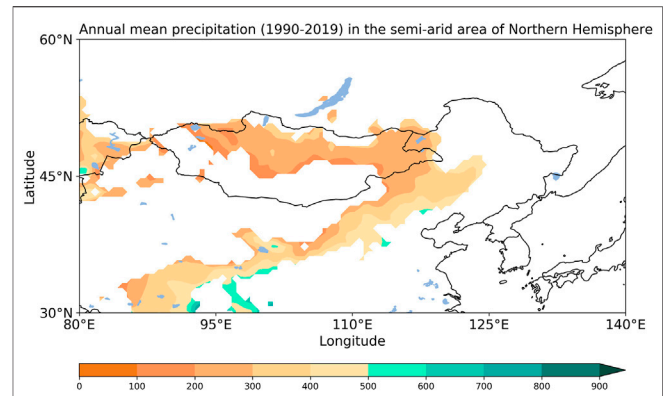 Annual mean precipitation (1990-2019) in the semi-arid area of Northern Hemisphere
60°N
45°N
30°N
Latitude
80°E 95°E 110°E 125°E 140°E
Longitude
0 100 200 300 400 500 600 700 800 900